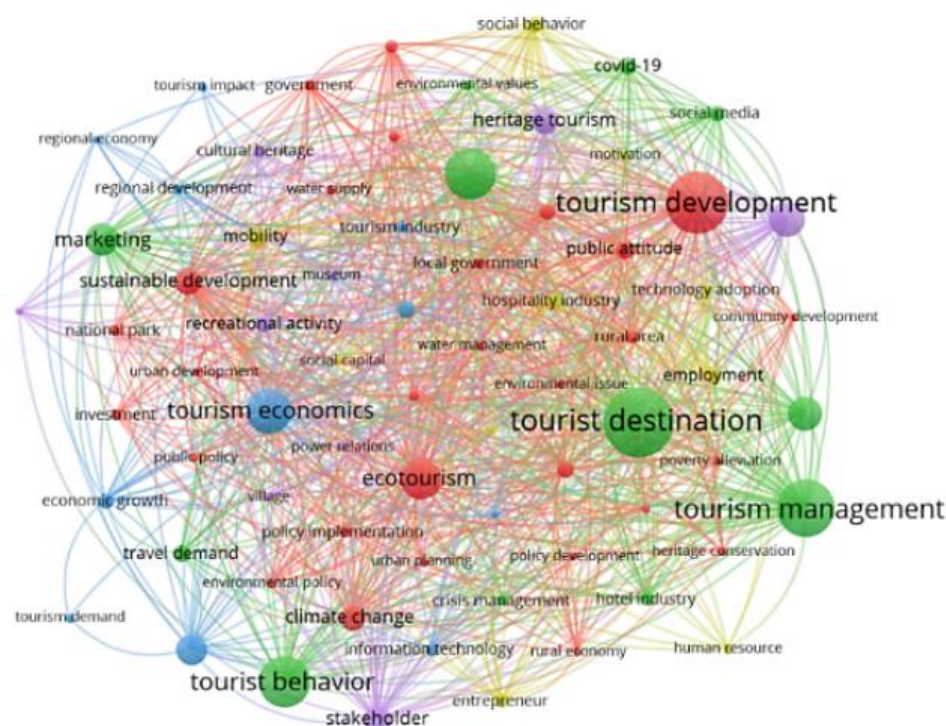 social behavior
covid-19
tourism impact
government
environmental values
social media
heritage tourism
regional economy
cultural heritage
motivation
regional development
water supply
tourism development
tourism industry
marketing
mobility
public attitude
local government
sustainable development
museum
technology adoption
hospitality industry
community development
national park
recreational activity
rural area
water management
social capital
urban development
employment
environmental issue
investment
tourism economics
tourist destination
power relations
public policy
poverty alleviation
ecotourism
economic growth
village
tourism management
policy implementation
travel demand
urban planning
policy development
heritage conservation
environmental policy
crisis management
hotel industry
tourism demand
climate change
information technology
rural economy
human resource
tourist behavior
entrepreneur
stakeholder